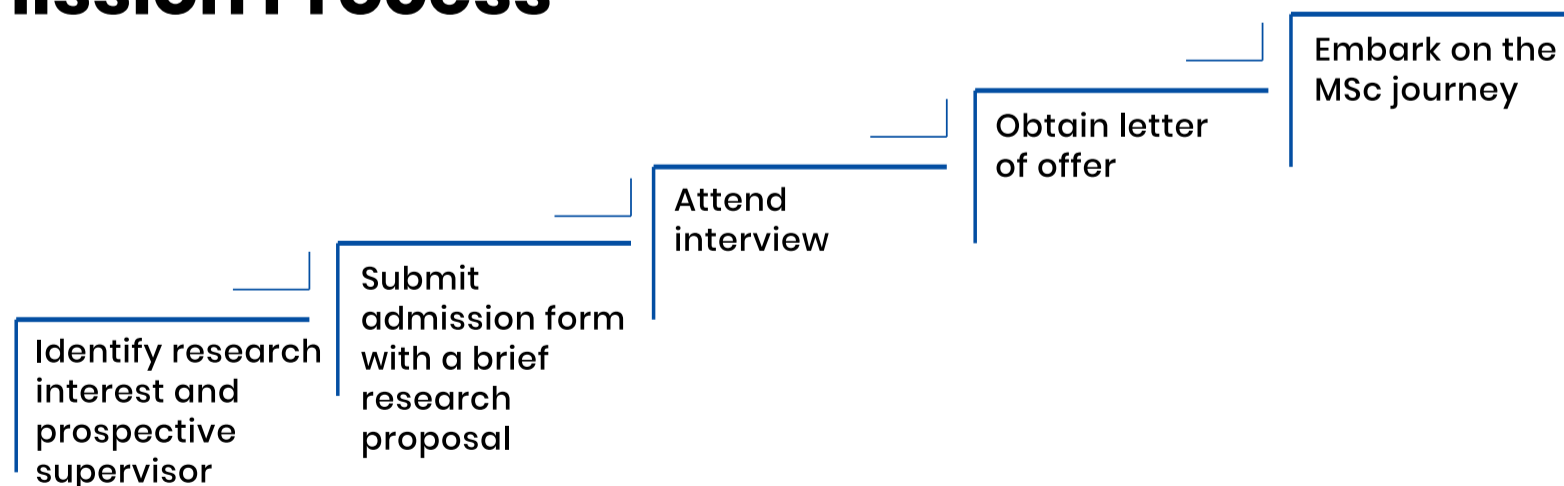 Process
Identify research
interest and
prospective
supervisor
Submit
admission form
with a brief
research
proposal
Attend
interview
Obtain letter
of offer
Embark on the
MSc journey